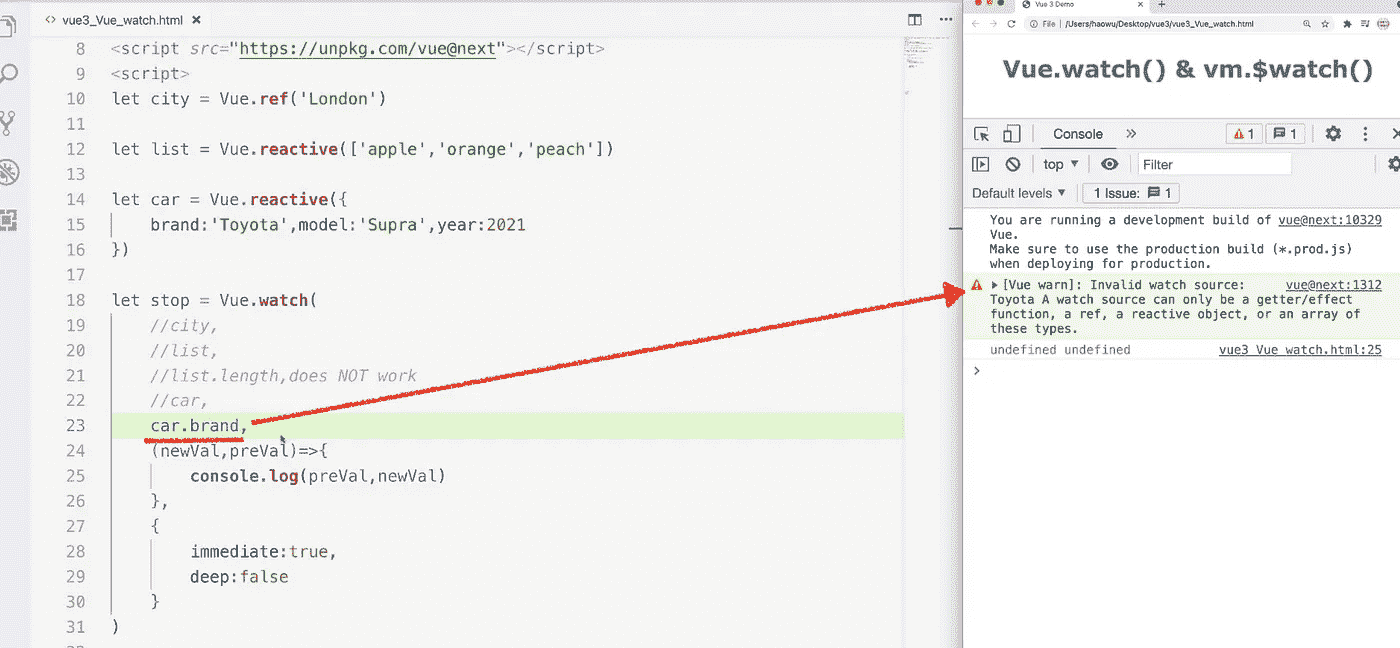 vue3_Vue_watch.html ×
8 <script src="https://unpkg.com/vue@next"></script>
9 <script>
10 let city = Vue.ref('London')
11
12 let list = Vue.reactive(['apple','orange','peach'])
13
14 let car = Vue.reactive({
15 brand:'Toyota',model:'Supra',year:2021
16 })
17
18 let stop = Vue.watch(
19 //city,
20 //list,
21 //list.length,does NOT work
22 //car,
23 car.brand,
24 (newVal,preVal)=>{
25 console.log(preVal,newVal)
26 },
27 {
28 immediate:true,
29 deep:false
30 }
31 )
Vue 3 Demo
File | /Users/haowu/Desktop/vue3/vue3_Vue_watch.html
Vue.watch() & vm.$watch()
Console » 1 1
top ▼ Filter
Default levels ▼ 1 Issue: 1
You are running a development build of vue@next:10329
Vue.
Make sure to use the production build (*.prod.js)
when deploying for production.
▶[Vue warn]: Invalid watch source: vue@next:1312
Toyota A watch source can only be a getter/effect
function, a ref, a reactive object, or an array of
these types.
undefined undefined vue3_Vue_watch.html:25
>